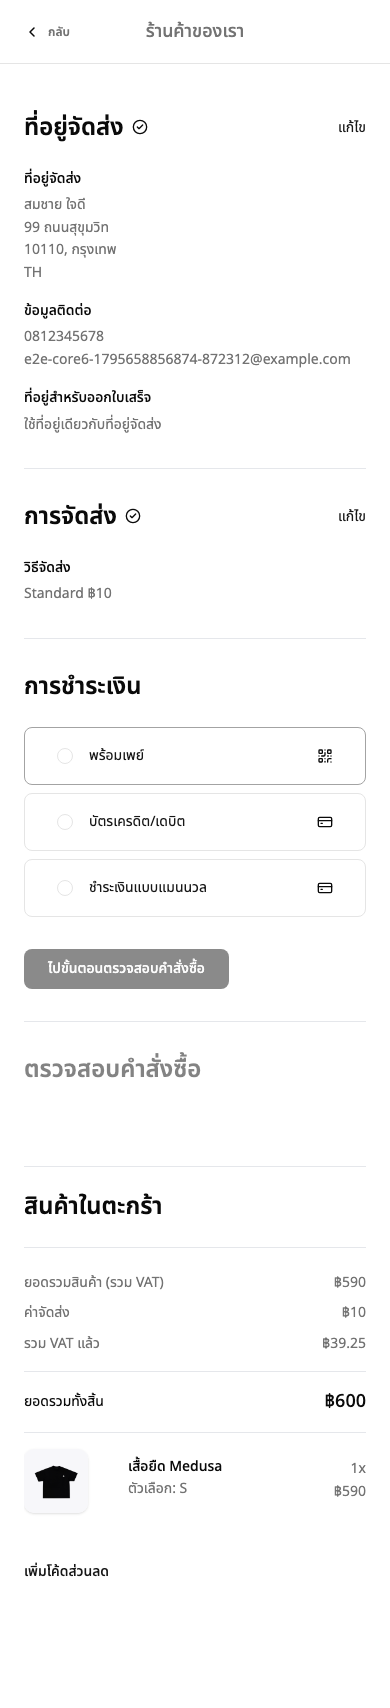 กลับ
ร้านค้าของเรา
ที่อยู่จัดส่ง
แก้ไข
ที่อยู่จัดส่ง
สมชาย ใจดี
99 ถนนสุขุมวิท
10110, กรุงเทพ
TH
ข้อมูลติดต่อ
0812345678
e2e-core6-1795658856874-872312@example.com
ที่อยู่สำหรับออกใบเสร็จ
ใช้ที่อยู่เดียวกับที่อยู่จัดส่ง
การจัดส่ง
แก้ไข
วิธีจัดส่ง
Standard ฿10
การชำระเงิน
พร้อมเพย์
บัตรเครดิต/เดบิต
ชำระเงินแบบแมนนวล
ไปขั้นตอนตรวจสอบคำสั่งซื้อ
ตรวจสอบคำสั่งซื้อ
สินค้าในตะกร้า
ยอดรวมสินค้า (รวม VAT) ฿590
ค่าจัดส่ง ฿10
รวม VAT แล้ว ฿39.25
ยอดรวมทั้งสิ้น ฿600
เสื้อยืด Medusa 1x
ตัวเลือก: S ฿590
เพิ่มโค้ดส่วนลด